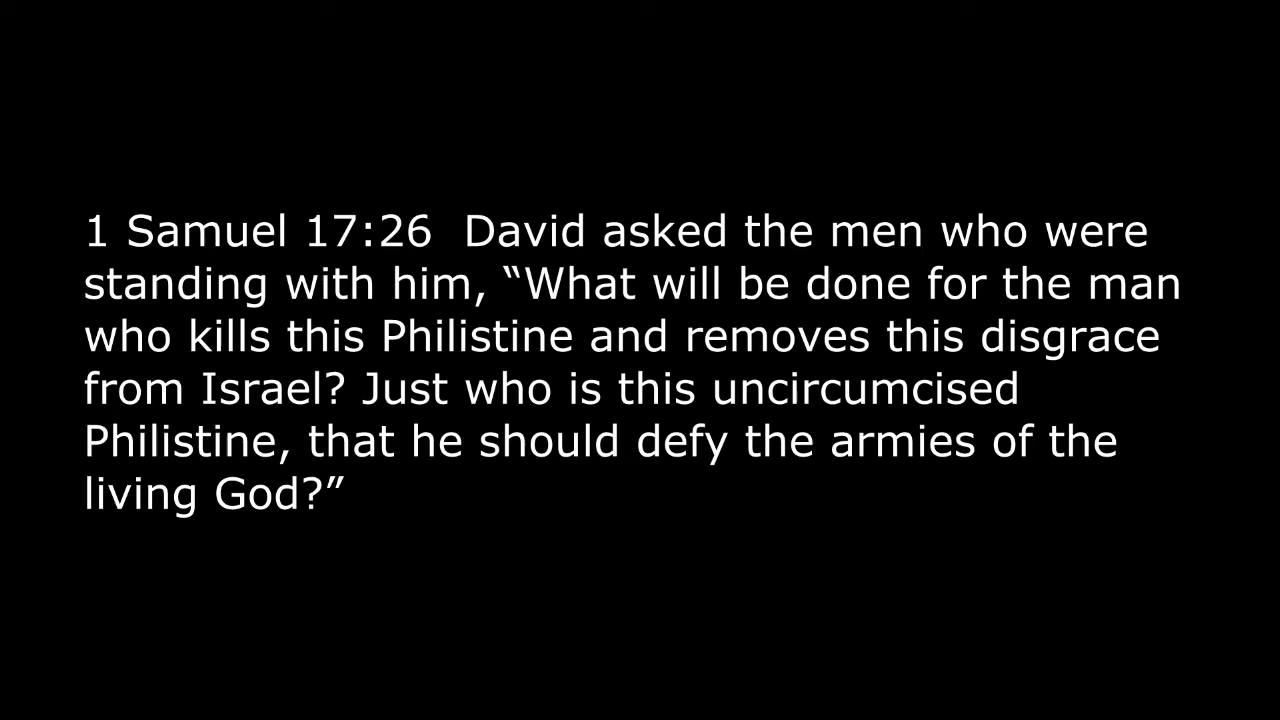 1 Samuel 17:26  David asked the men who were
standing with him, “What will be done for the man
who kills this Philistine and removes this disgrace
from Israel? Just who is this uncircumcised
Philistine, that he should defy the armies of the
living God?”